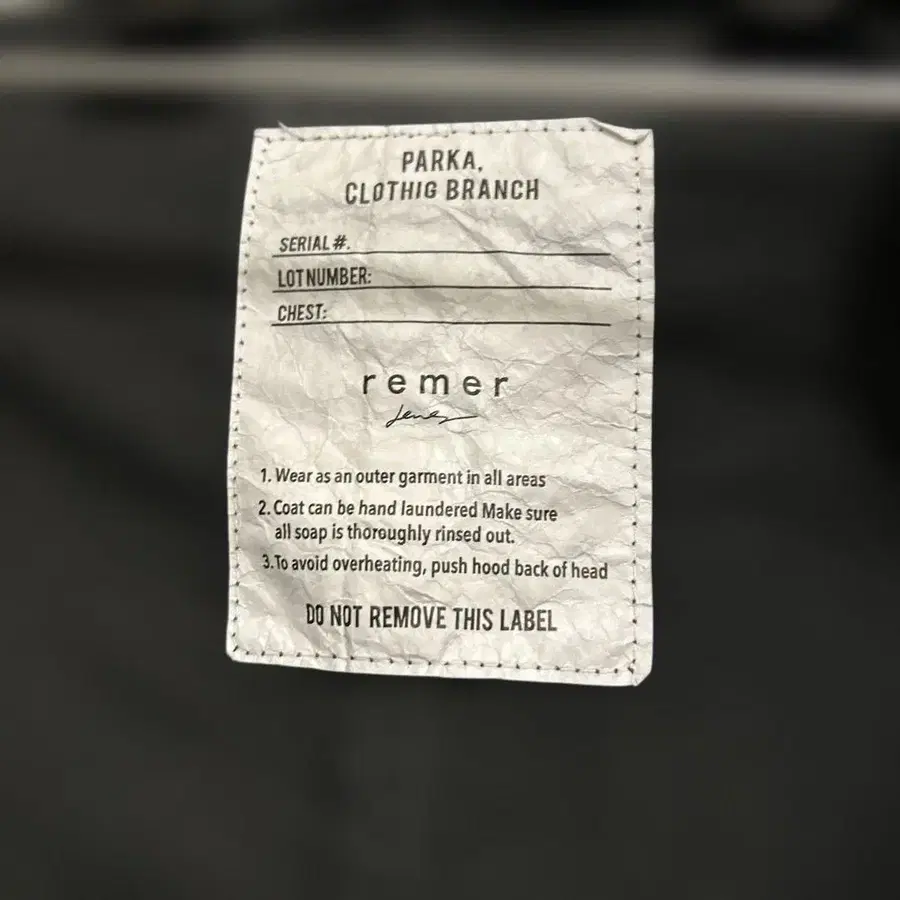 PARKA,
CLOTHIG BRANCH
SERIAL #.
LOT NUMBER:
CHEST:
remer
1. Wear as an outer garment in all areas
2. Coat can be hand laundered Make sure
all soap is thoroughly rinsed out.
3. To avoid overheating, push hood back of head
DO NOT REMOVE THIS LABEL